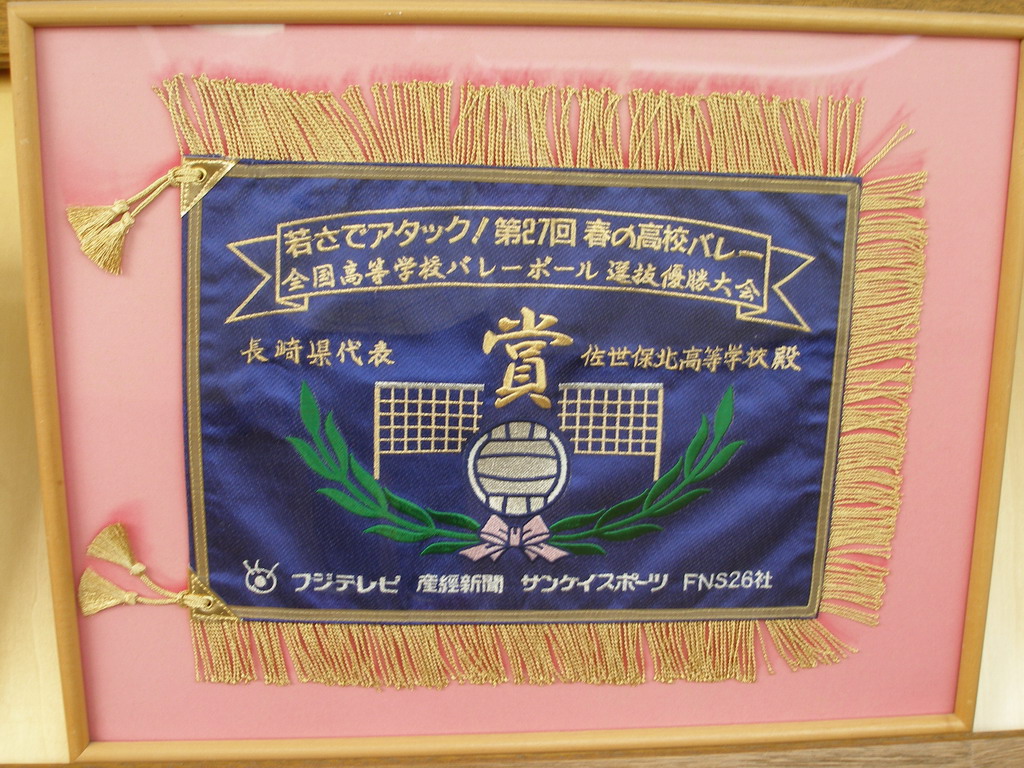 若さでアタック!第27回 春の高校バレー
全国高等学校バレーボール 選抜優勝大会
賞
長崎県代表
佐世保北高等学校殿
フジテレビ 産経新聞 サンケイスポーツ FNS26社